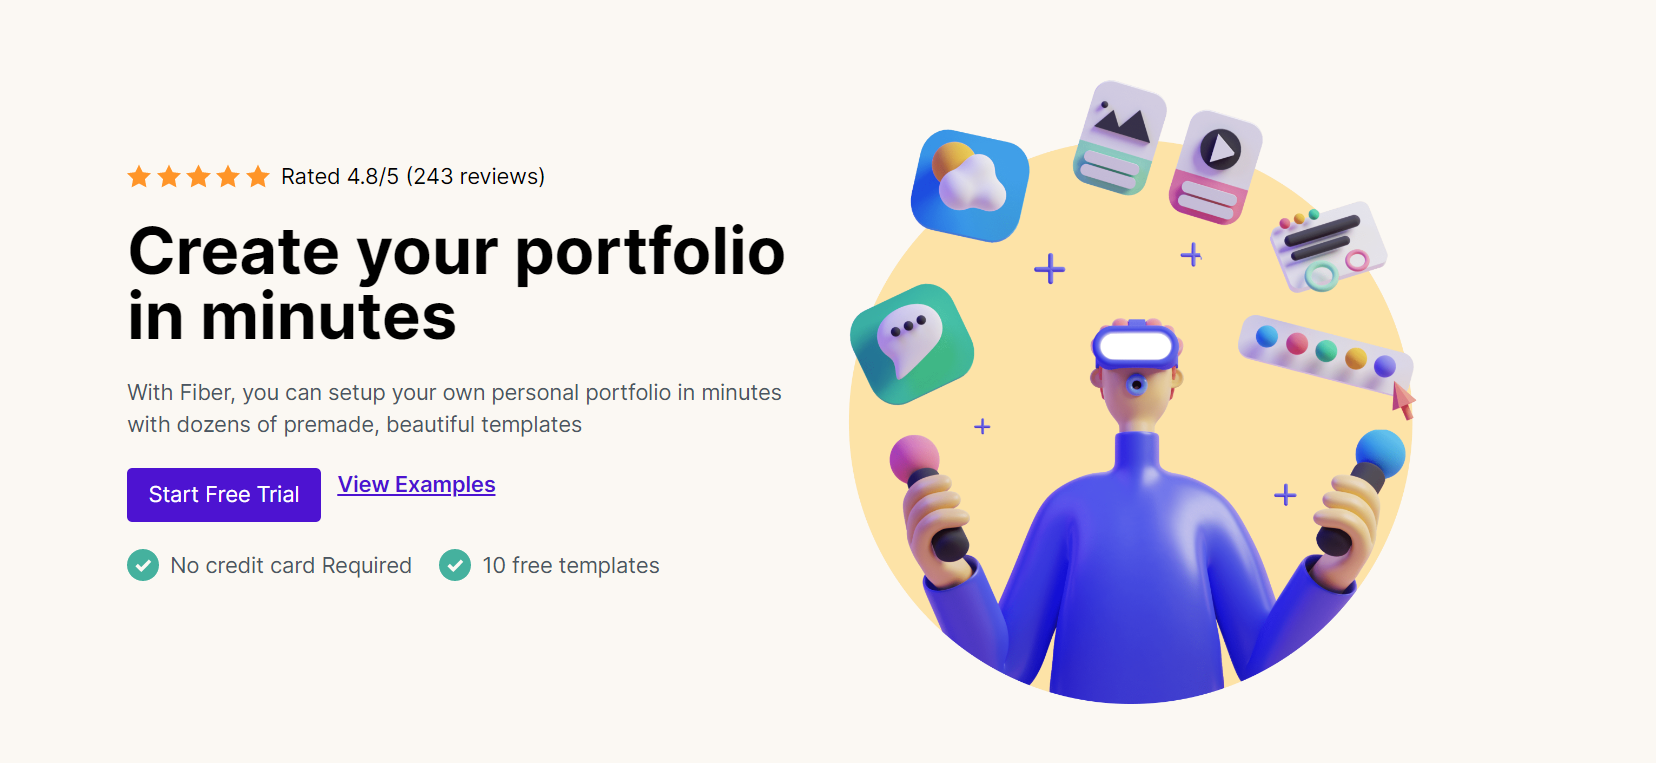 Rated 4.8/5 (243 reviews)
Create your portfolio
in minutes
With Fiber, you can setup your own personal portfolio in minutes
with dozens of premade, beautiful templates
Start Free Trial
View Examples
No credit card Required
10 free templates